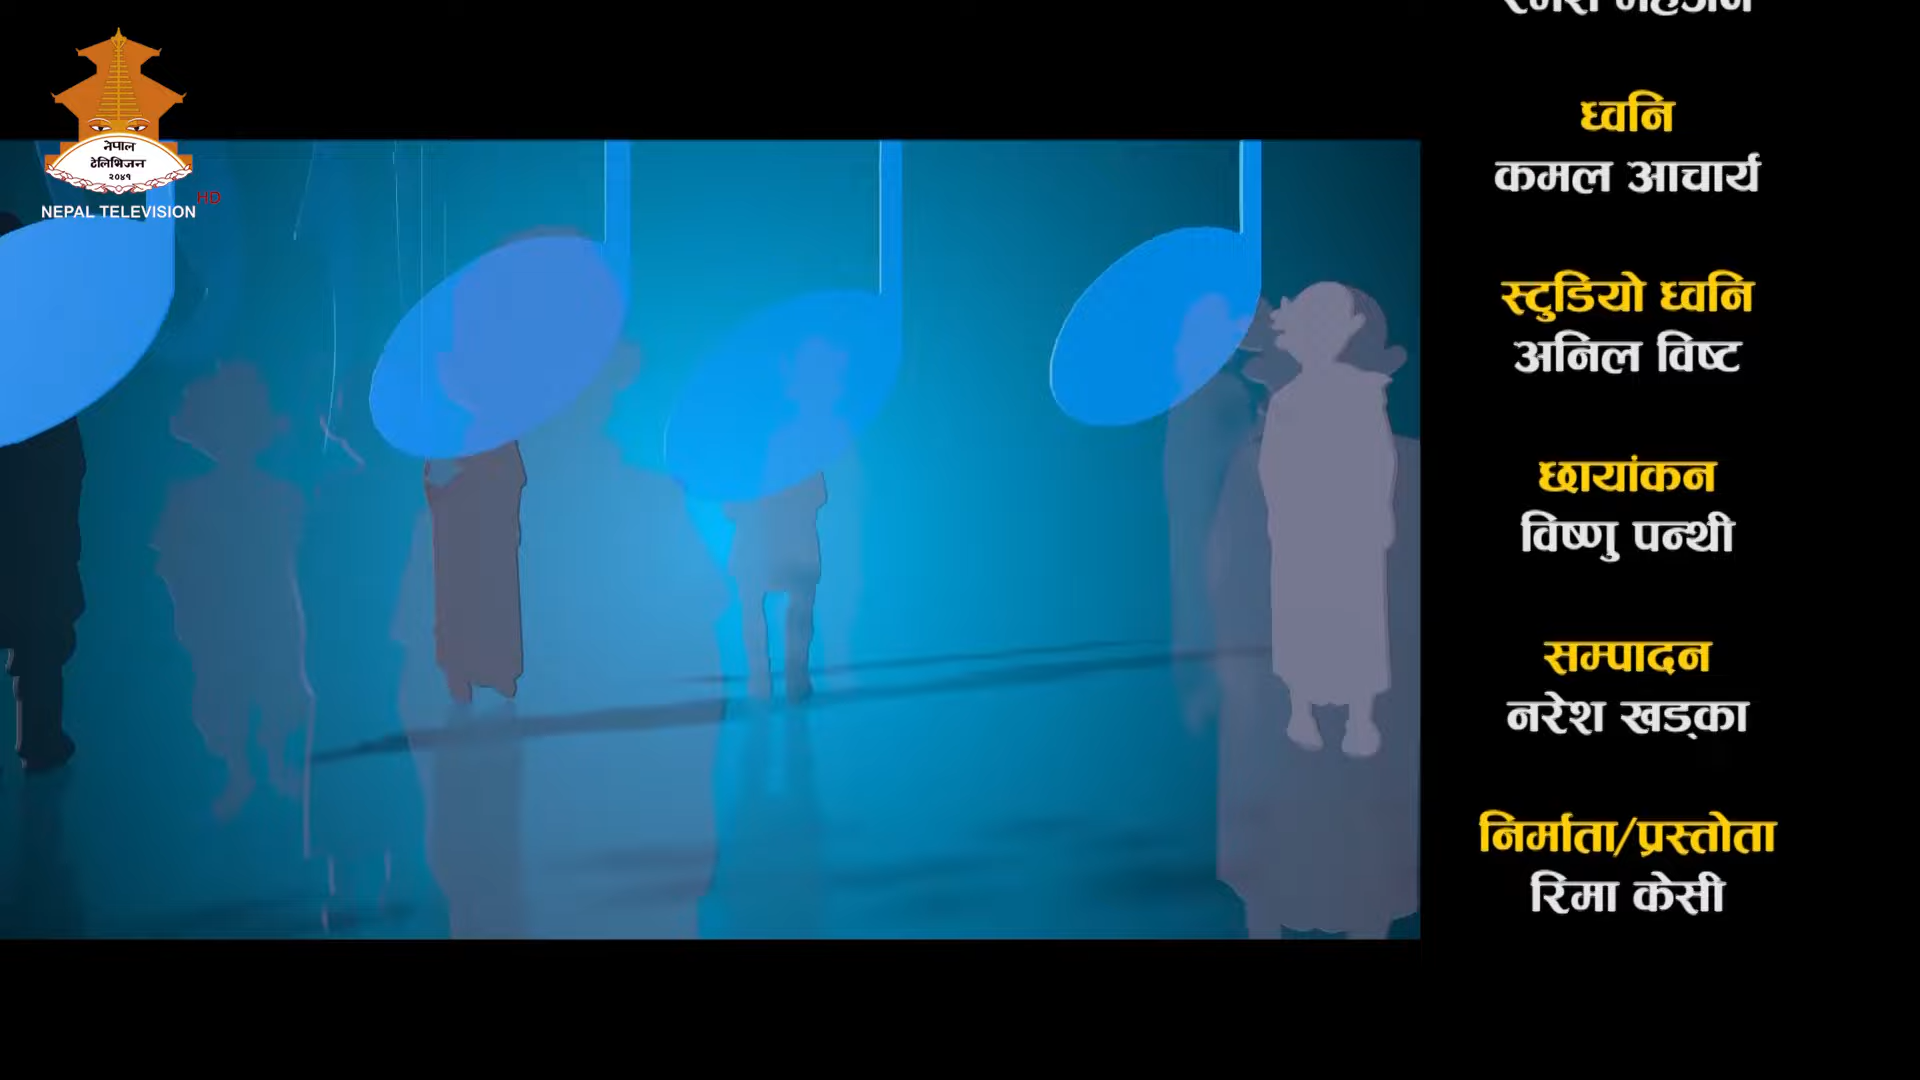 नेपाल
टेलिभिजन
२०४१
HD
NEPAL TELEVISION
ध्वनि
कमल आचार्य
स्टुडियो ध्वनि
अनिल विष्ट
छायांकन
विष्णु पन्थी
सम्पादन
नरेश खड्का
निर्माता/प्रस्तोता
रिमा केसी